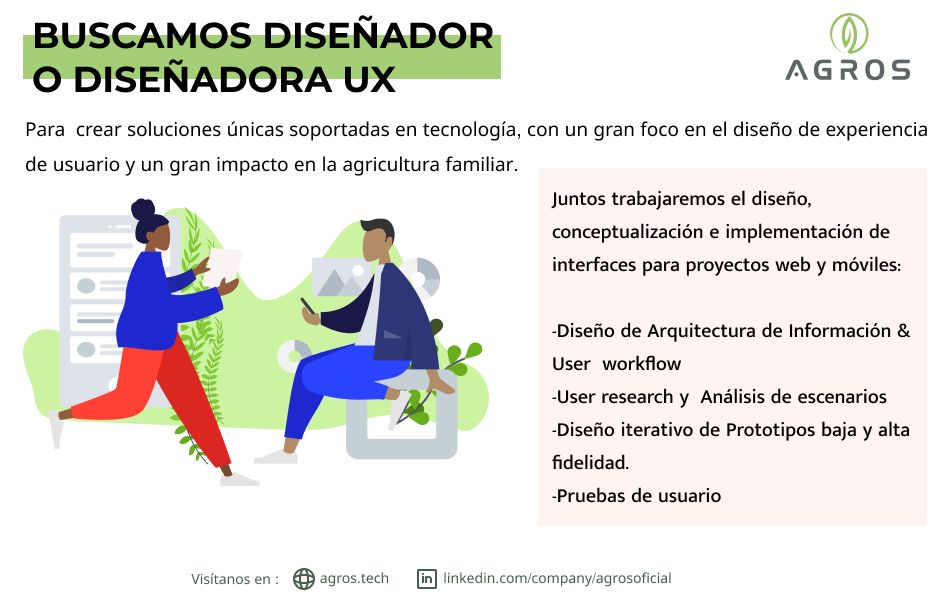 BUSCAMOS DISEÑADOR
O DISEÑADORA UX
AGROS
Para  crear soluciones únicas soportadas en tecnología, con un gran foco en el diseño de experiencia
de usuario y un gran impacto en la agricultura familiar.
Juntos trabajaremos el diseño,
conceptualización e implementación de
interfaces para proyectos web y móviles:
-Diseño de Arquitectura de Información &
User  workflow
-User research y  Análisis de escenarios
-Diseño iterativo de Prototipos baja y alta
fidelidad.
-Pruebas de usuario
Visítanos en :
agros.tech
in
linkedin.com/company/agrosoficial